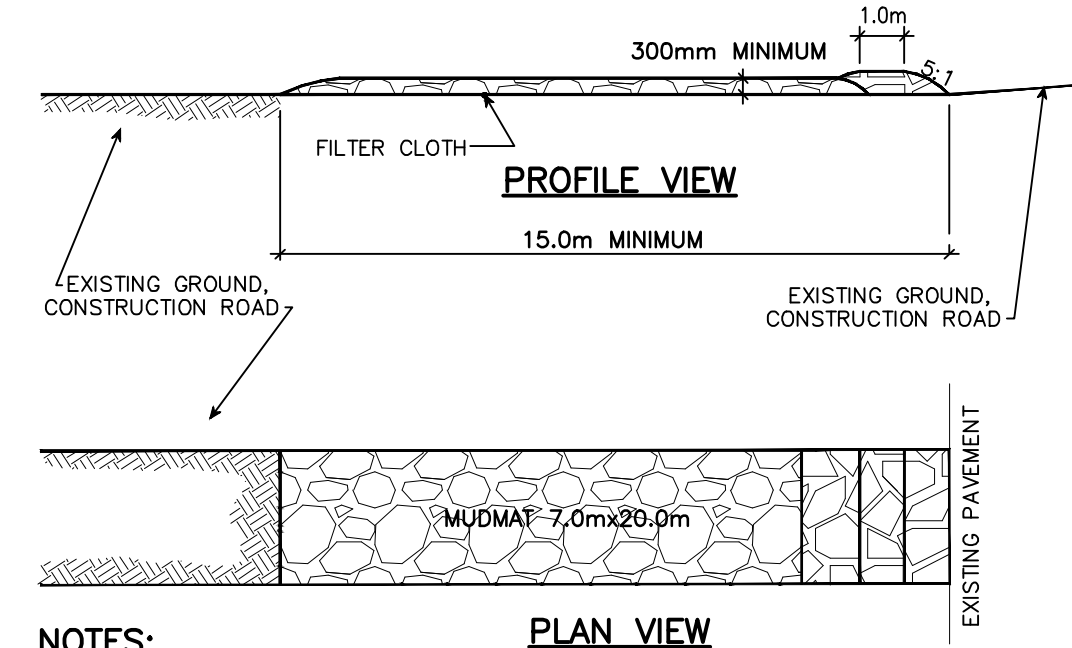 1.0m
300mm MINIMUM
5:1
FILTER CLOTH
PROFILE VIEW
15.0m MINIMUM
EXISTING GROUND,
CONSTRUCTION ROAD
EXISTING GROUND,
CONSTRUCTION ROAD
MUDMAT 7.0mx20.0m
EXISTING PAVEMENT
PLAN VIEW
NOTES: